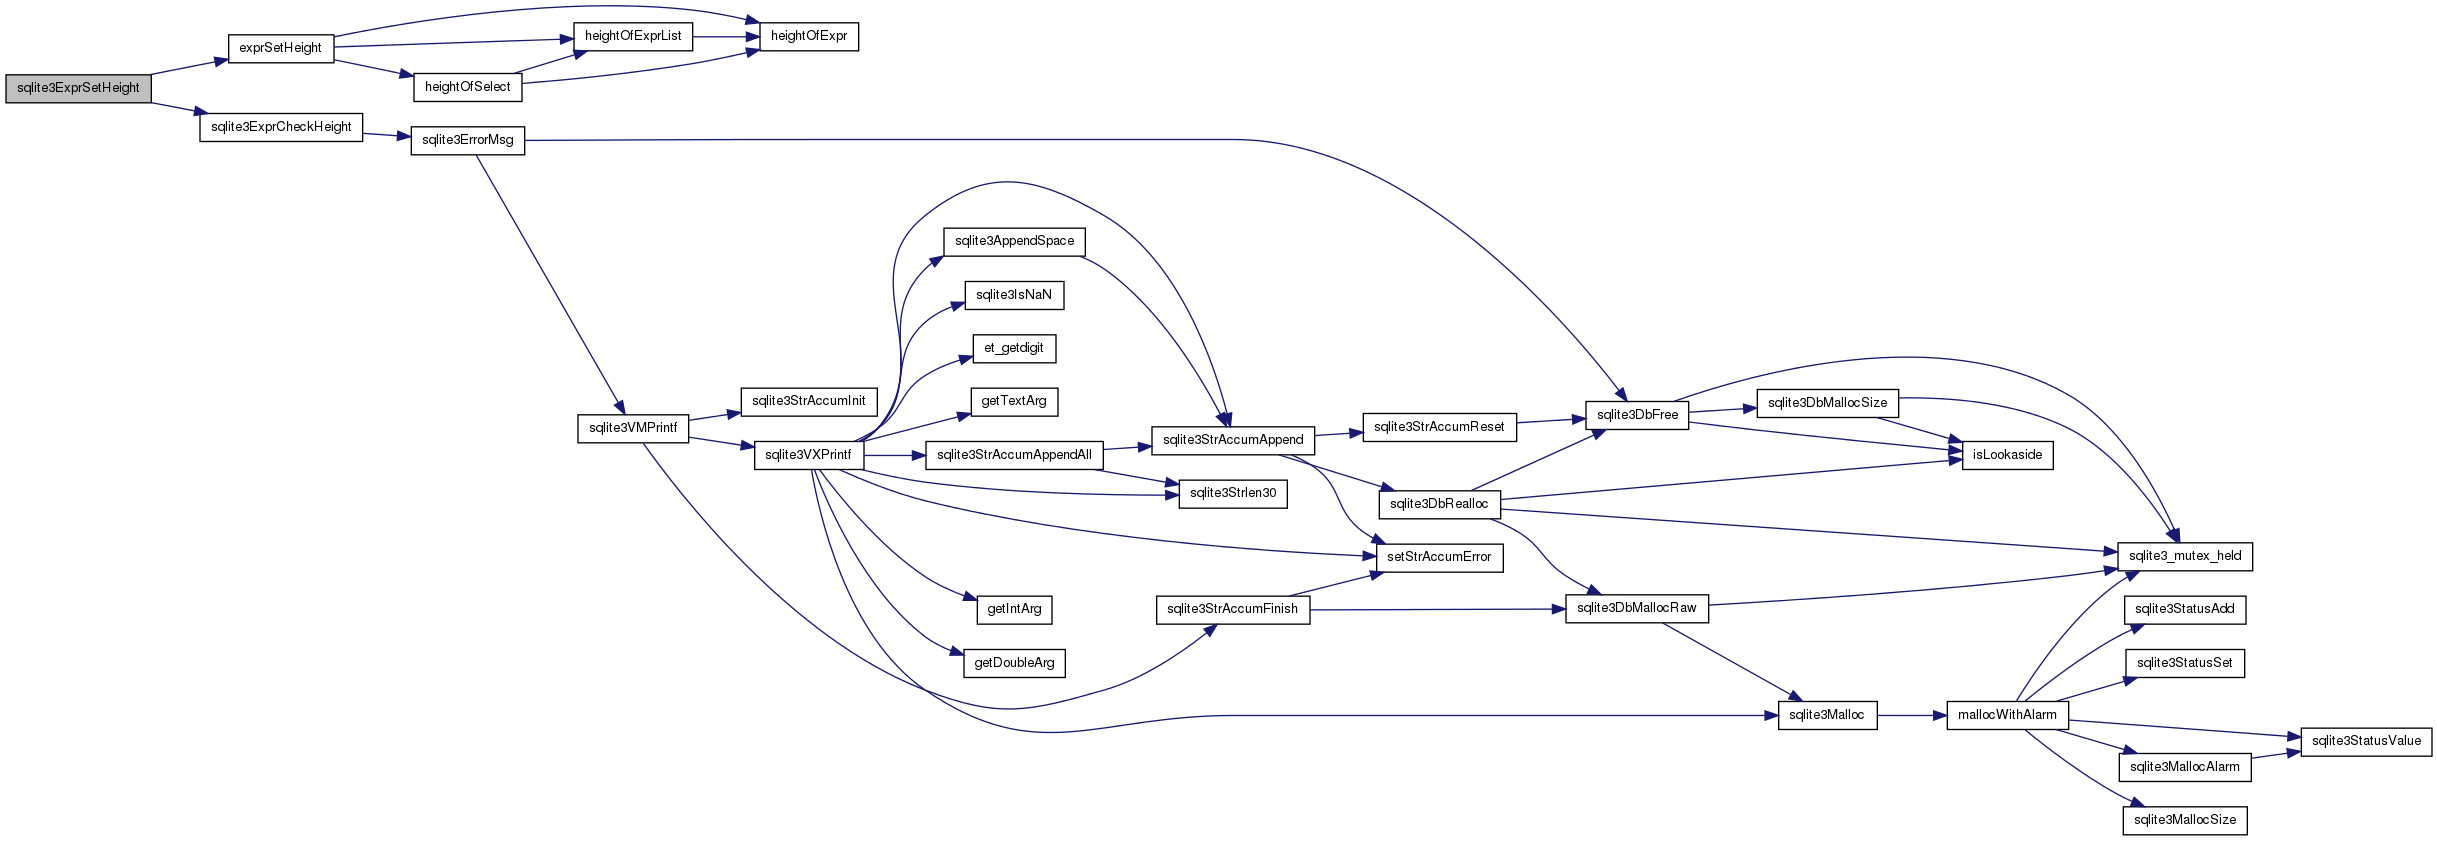 sqlite3ExprSetHeight
exprSetHeight
sqlite3ExprCheckHeight
heightOfExprList
heightOfSelect
heightOfExpr
sqlite3ErrorMsg
sqlite3VMPrintf
sqlite3StrAccumInit
sqlite3VXPrintf
sqlite3AppendSpace
sqlite3IsNaN
et_getdigit
getTextArg
sqlite3StrAccumAppendAll
getIntArg
getDoubleArg
sqlite3StrAccumAppend
sqlite3Strlen30
sqlite3StrAccumFinish
sqlite3StrAccumReset
sqlite3DbRealloc
setStrAccumError
sqlite3DbFree
sqlite3DbMallocRaw
sqlite3DbMallocSize
sqlite3Malloc
isLookaside
mallocWithAlarm
sqlite3_mutex_held
sqlite3StatusAdd
sqlite3StatusSet
sqlite3MallocAlarm
sqlite3MallocSize
sqlite3StatusValue